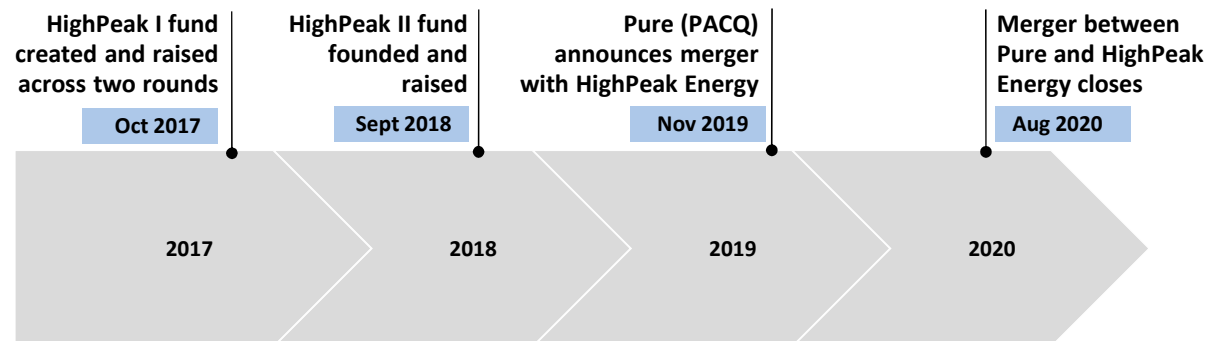 HighPeak I fund
created and raised
across two rounds
Oct 2017
HighPeak II fund
founded and
raised
Sept 2018
Pure (PACQ)
announces merger
with HighPeak Energy
Nov 2019
Merger between
Pure and HighPeak
Energy closes
Aug 2020
2017
2018
2019
2020